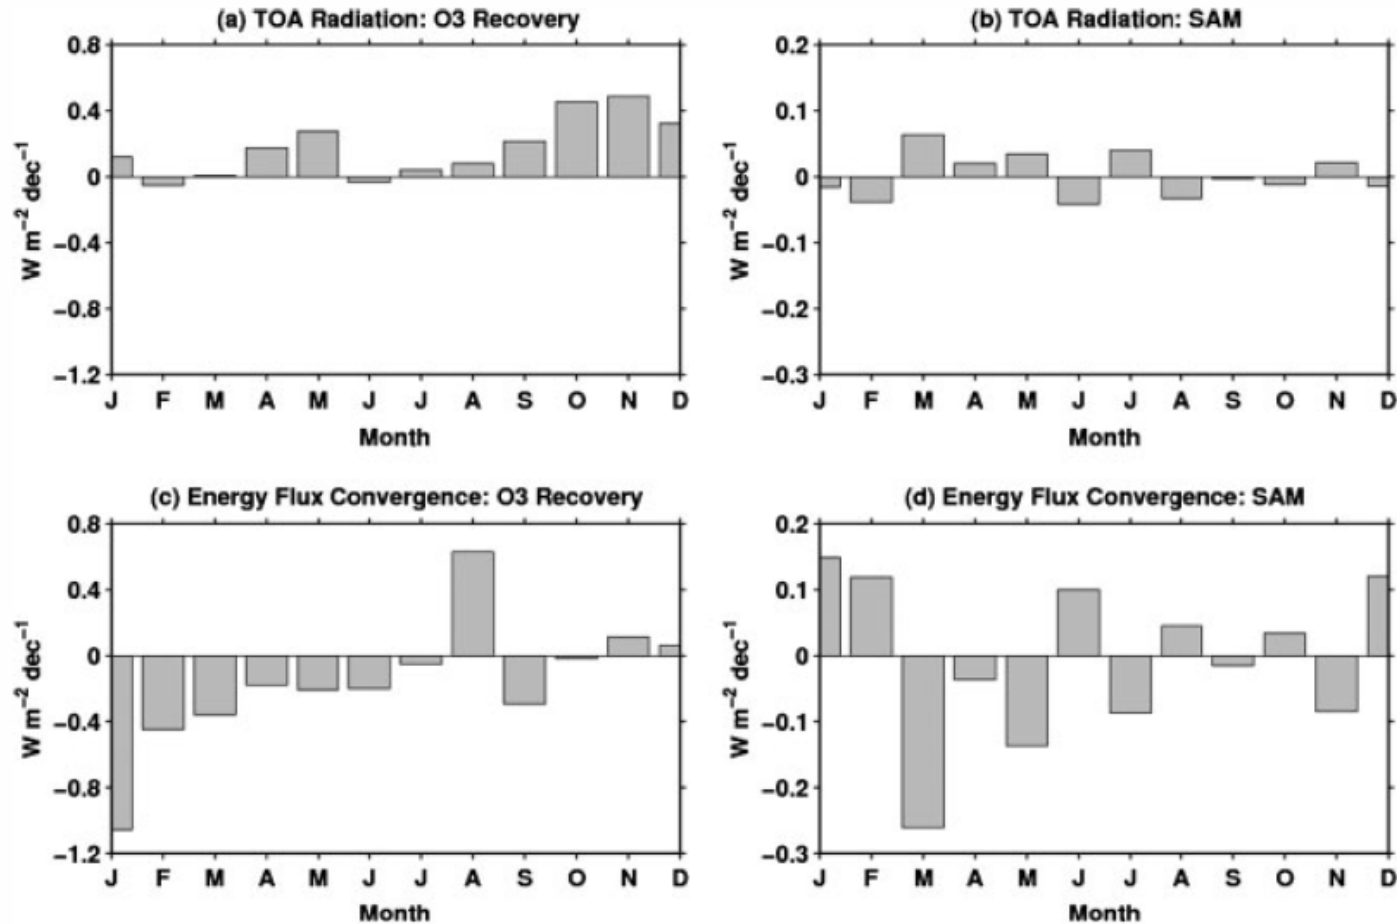 (a) TOA Radiation: O3 Recovery
0.8
0.4
0
−0.4
−0.8
−1.2
W m−2 dec−1
J F M A M J J A S O N D
Month
(b) TOA Radiation: SAM
0.2
0.1
0
−0.1
−0.2
−0.3
W m−2 dec−1
J F M A M J J A S O N D
Month
(c) Energy Flux Convergence: O3 Recovery
0.8
0.4
0
−0.4
−0.8
−1.2
W m−2 dec−1
J F M A M J J A S O N D
Month
(d) Energy Flux Convergence: SAM
0.2
0.1
0
−0.1
−0.2
−0.3
W m−2 dec−1
J F M A M J J A S O N D
Month